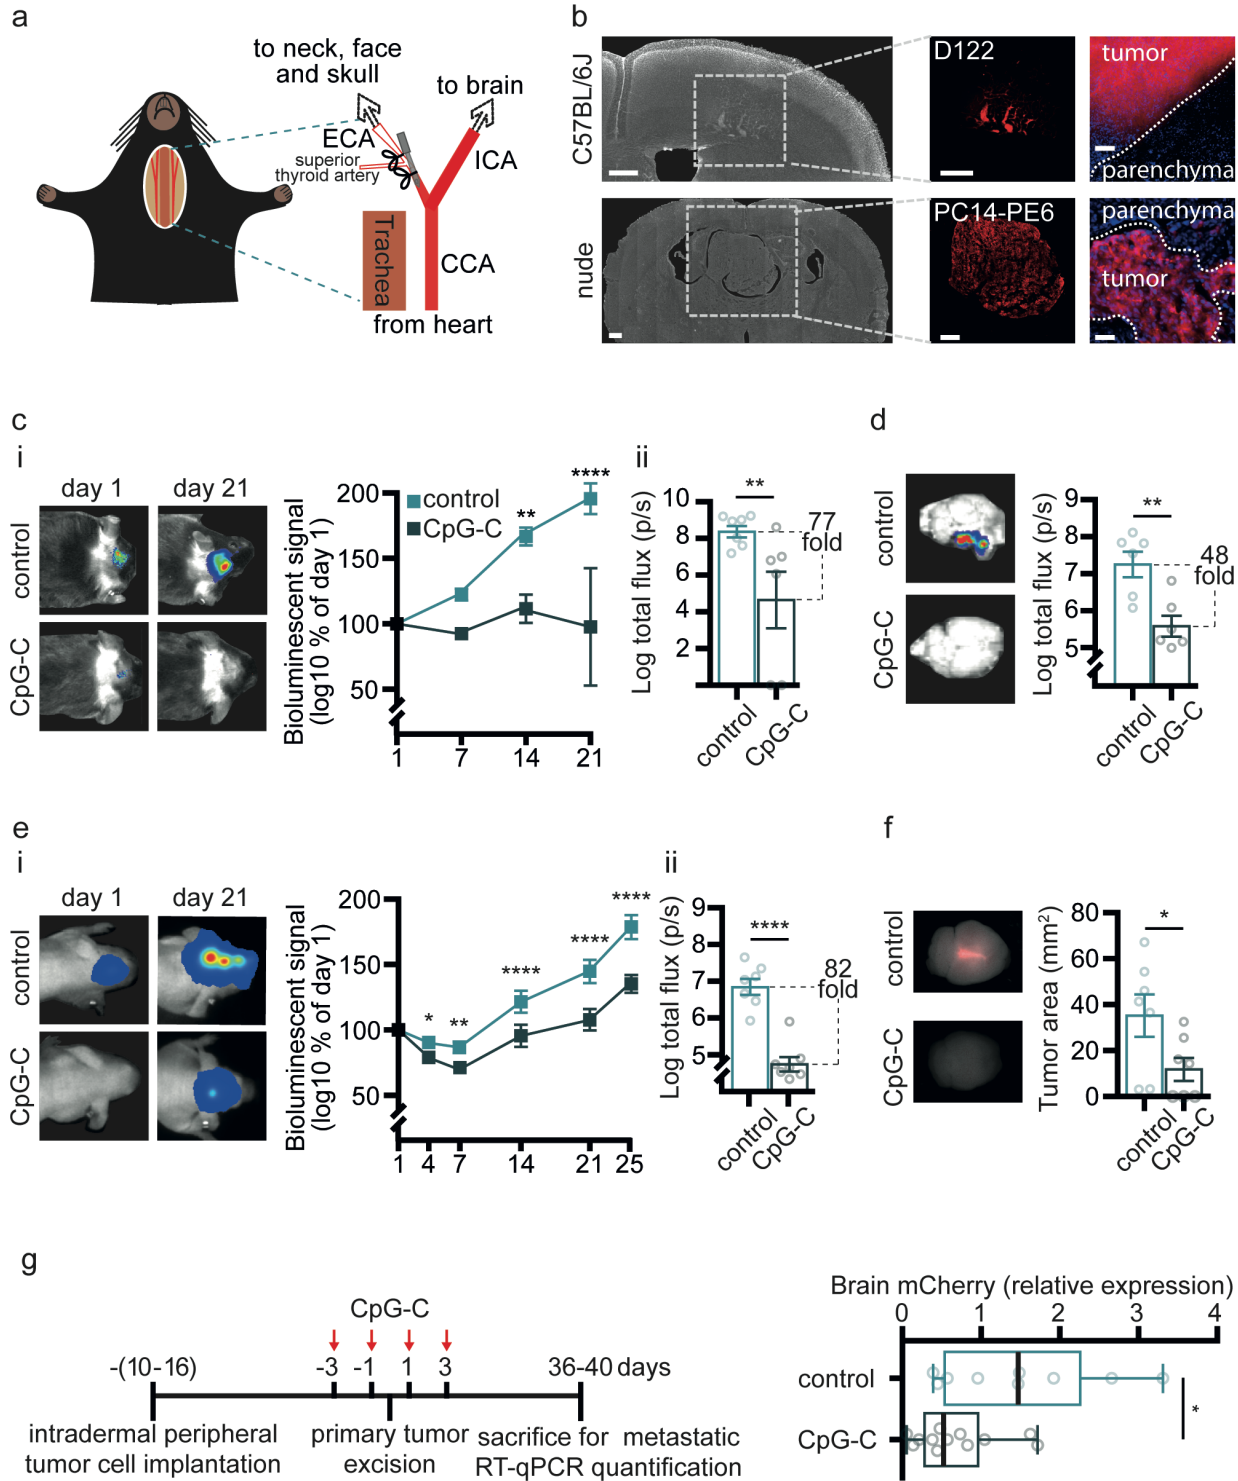 a
to neck, face
and skull
to brain
ECA
superior
thyroid artery
ICA
Trachea
CCA
from heart
b
C57BL/6J
D122
tumor
parenchyma
nude
PC14-PE6
parenchyma
tumor
c
i
day 1
day 21
control
CpG-C
Bioluminescent signal
(log10 % of day 1)
200
150
100
50
control
CpG-C
**
****
1
7
14
21
ii
Log total flux (p/s)
10
8
6
4
2
**
77
fold
control
CpG-C
d
control
CpG-C
Log total flux (p/s)
9
8
7
6
5
**
48
fold
control
CpG-C
e
i
day 1
day 21
control
CpG-C
Bioluminescent signal
(log10 % of day 1)
200
150
100
50
*
**
****
****
****
1
4
7
14
21
25
ii
Log total flux (p/s)
9
8
7
5
****
82
fold
control
CpG-C
f
control
CpG-C
Tumor area (mm²)
80
60
40
20
0
*
control
CpG-C
g
CpG-C
-(10-16)
-3
-1
1
3
36-40 days
intradermal peripheral
tumor cell implantation
primary tumor
excision
sacrifice for metastatic
RT-qPCR quantification
Brain mCherry (relative expression)
0
1
2
3
4
control
CpG-C
*